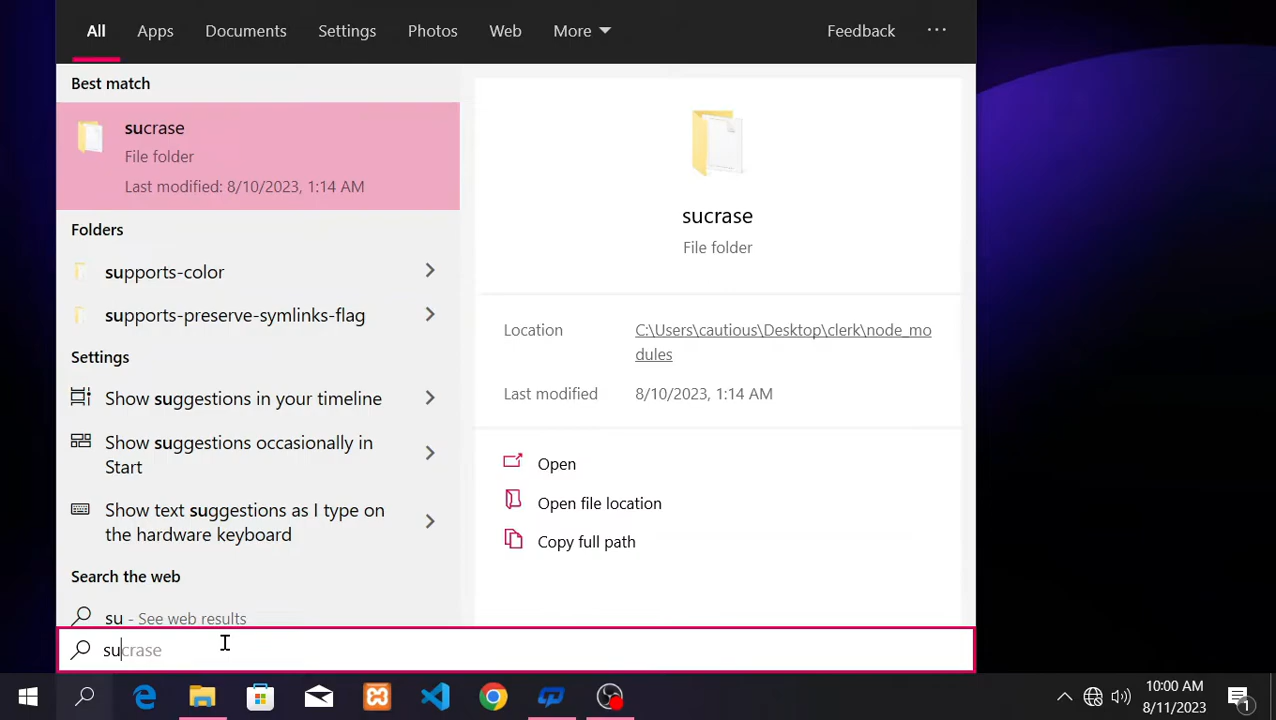 All Apps Documents Settings Photos Web More Feedback ...
Best match
sucrase
File folder
Last modified: 8/10/2023, 1:14 AM
Folders
supports-color
supports-preserve-symlinks-flag
Settings
Show suggestions in your timeline
Show suggestions occasionally in
Start
Show text suggestions as I type on
the hardware keyboard
Search the web
su - See web results
sucrase
sucrase
File folder
Location C:\Users\cautious\Desktop\clerk\node_mo
dules
Last modified 8/10/2023, 1:14 AM
Open
Open file location
Copy full path
10:00 AM
8/11/2023
1